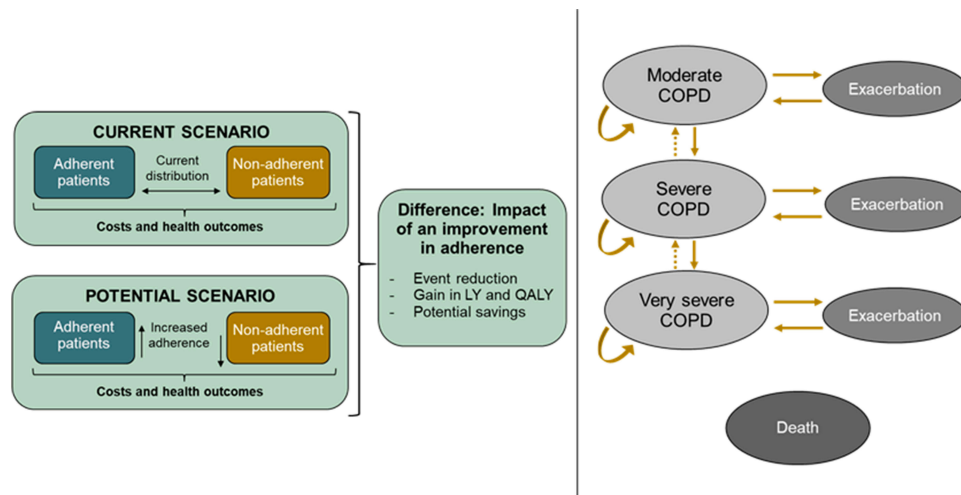 CURRENT SCENARIO
Adherent
patients
Current
distribution
Non-adherent
patients
Costs and health outcomes
POTENTIAL SCENARIO
Adherent
patients
Increased
adherence
Non-adherent
patients
Costs and health outcomes
Difference: Impact
of an improvement
in adherence
- Event reduction
- Gain in LY and QALY
- Potential savings
Moderate
COPD
Exacerbation
Severe
COPD
Exacerbation
Very severe
COPD
Exacerbation
Death